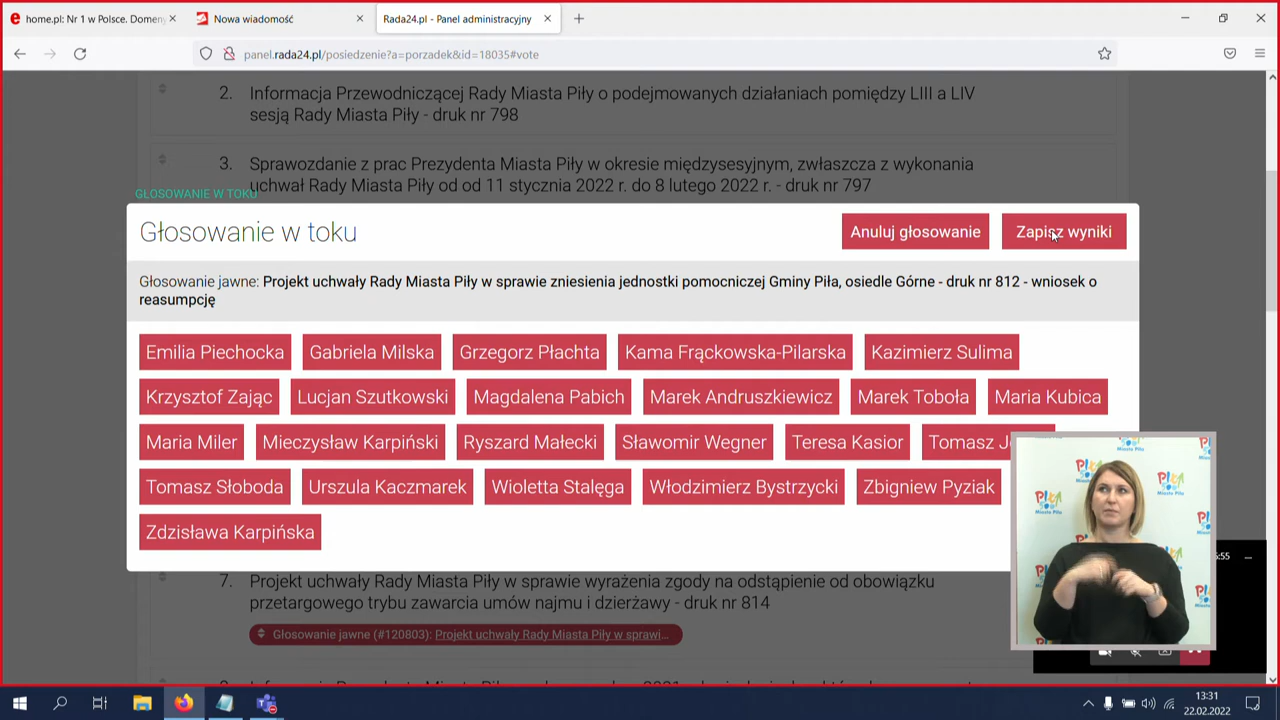 home.pl: Nr 1 w Polsce. Domeny
Nowa wiadomość
Rada24.pl - Panel administracyjny
panel.rada24.pl/posiedzenie?a=porzadek&id=18035#vote
2. Informacja Przewodniczącej Rady Miasta Piły o podejmowanych działaniach pomiędzy LIII a LIV
sesją Rady Miasta Piły - druk nr 798
3. Sprawozdanie z prac Prezydenta Miasta Piły w okresie międzysesyjnym, zwłaszcza z wykonania
uchwał Rady Miasta Piły od od 11 stycznia 2022 r. do 8 lutego 2022 r. - druk nr 797
GŁOSOWANIE W TOKU
Głosowanie w toku
Anuluj głosowanie
Zapisz wyniki
Głosowanie jawne: Projekt uchwały Rady Miasta Piły w sprawie zniesienia jednostki pomocniczej Gminy Piła, osiedle Górne - druk nr 812 - wniosek o
reasumpcję
Emilia Piechocka Gabriela Milska Grzegorz Płachta Kama Frąckowska-Pilarska Kazimierz Sulima
Krzysztof Zając Lucjan Szutkowski Magdalena Pabich Marek Andruszkiewicz Marek Toboła Maria Kubica
Maria Miler Mieczysław Karpiński Ryszard Małecki Sławomir Wegner Teresa Kasior Tomasz
Tomasz Słoboda Urszula Kaczmarek Wioletta Stalęga Włodzimierz Bystrzycki Zbigniew Pyziak
Zdzisława Karpińska
7. Projekt uchwały Rady Miasta Piły w sprawie wyrażenia zgody na odstąpienie od obowiązku
przetargowego trybu zawarcia umów najmu i dzierżawy - druk nr 814
Głosowanie jawne (#120803): Projekt uchwały Rady Miasta Piły w sprawi...
PIŁA
Miasta Piła
13:31
22.02.2022